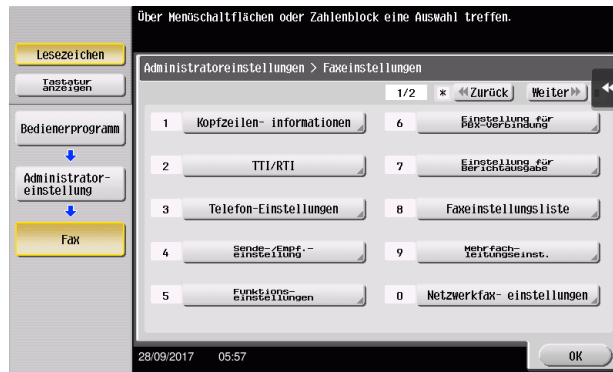 Über Menüschaltflächen oder Zahlenblock eine Auswahl treffen.
Lesezeichen
Tastatur
anzeigen
Bedienerprogramm
Administrator-
einstellung
Fax
Administratoreinstellungen > Faxeinstellungen
1/2 * Zurück Weiter
1 Kopfzeilen- informationen
2 TTI/RTI
3 Telefon-Einstellungen
4 Sende-/Empf.-
einstellung
5 Funktions-
einstellungen
6 Einstellung für
PBX-Verbindung
7 Einstellung für
Berichtausgabe
8 Faxeinstellungsliste
9 Mehrfach-
leitungseinst.
0 Netzwerkfax- einstellungen
28/09/2017 05:57
OK